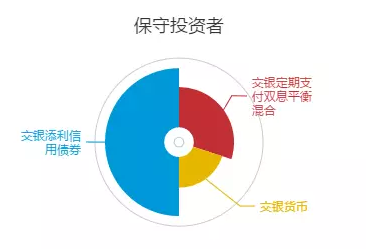 保守投资者
交银定期支
付双息平衡
混合
交银添利信
用债券
交银货币